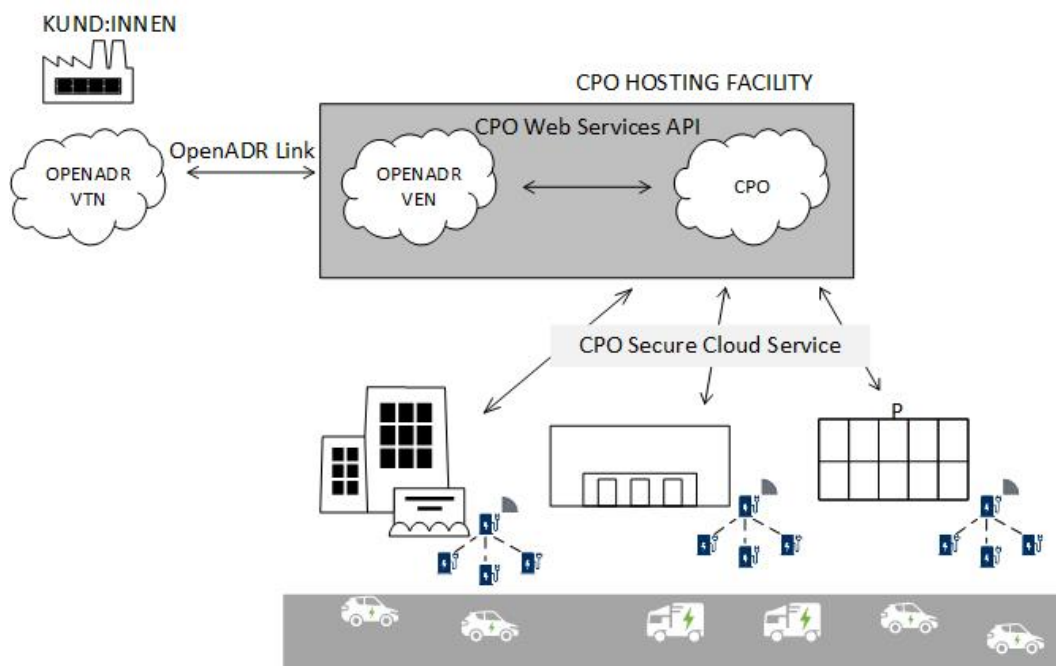 KUND:INNEN
CPO HOSTING FACILITY
CPO Web Services API
OpenADR Link
OPENADR
VTN
OPENADR
VEN
CPO
CPO Secure Cloud Service
P